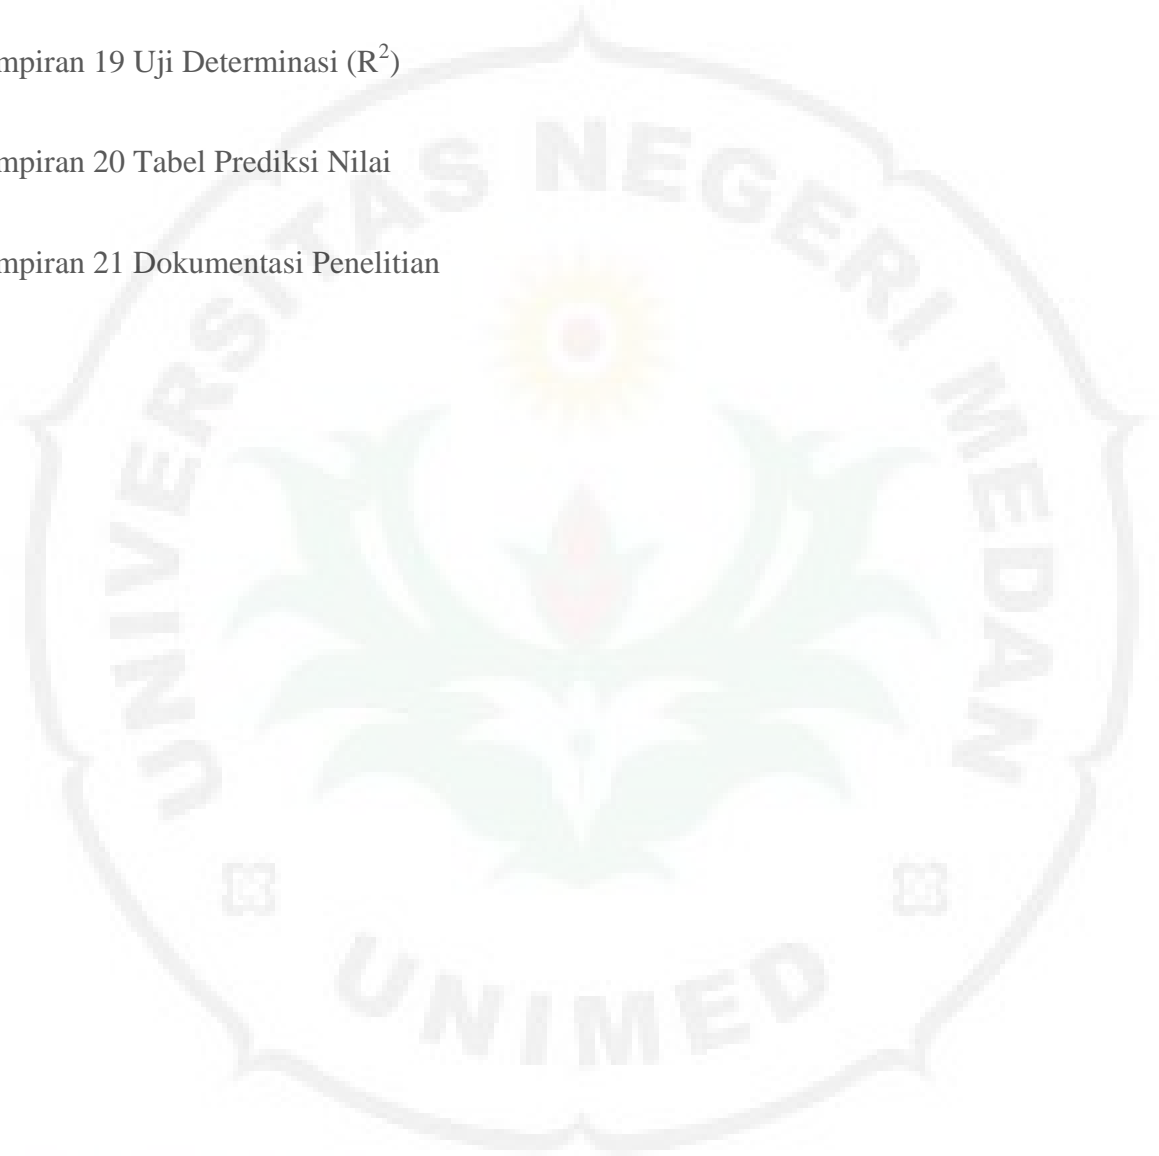 mpiran 19 Uji Determinasi (R²)
mpiran 20 Tabel Prediksi Nilai
mpiran 21 Dokumentasi Penelitian
UNIVERSITAS NEGERI MEDAN
UNIMED